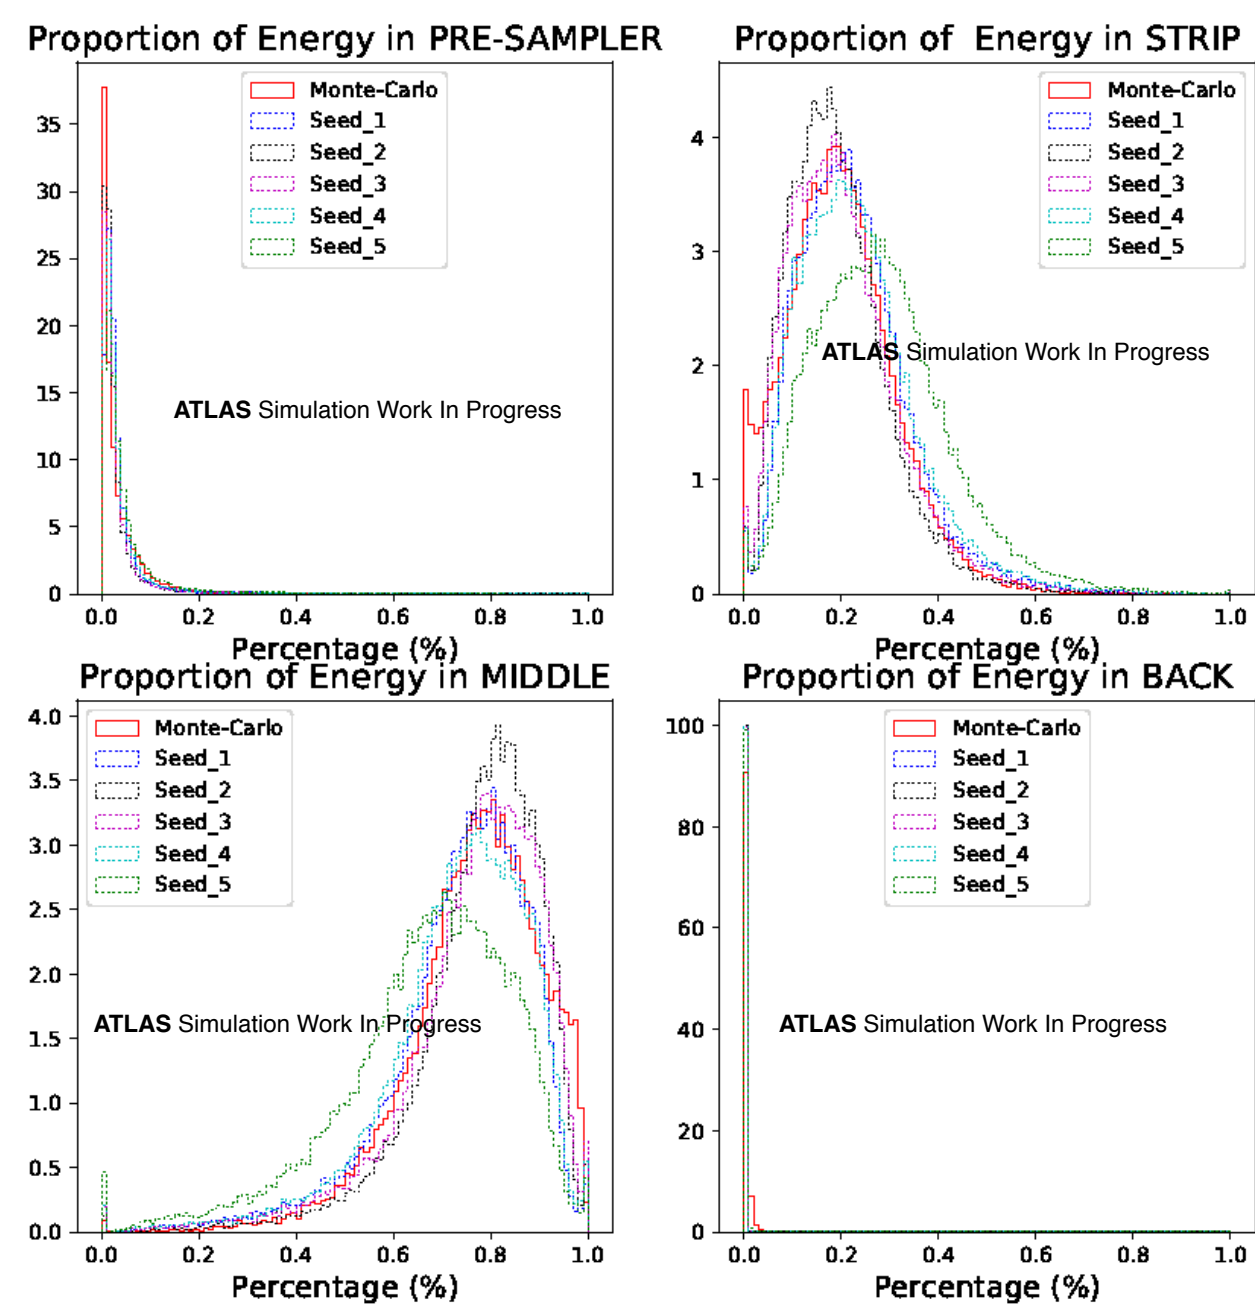 Proportion of Energy in PRE-SAMPLER
Monte-Carlo
Seed_1
Seed_2
Seed_3
Seed_4
Seed_5
35
30
25
20
15
10
5
0
ATLAS Simulation Work In Progress
0.0 0.2 0.4 0.6 0.8 1.0
Percentage (%)
Proportion of Energy in STRIP
Monte-Carlo
Seed_1
Seed_2
Seed_3
Seed_4
Seed_5
4
3
2
1
0
ATLAS Simulation Work In Progress
0.0 0.2 0.4 0.6 0.8 1.0
Percentage (%)
Proportion of Energy in MIDDLE
Monte-Carlo
Seed_1
Seed_2
Seed_3
Seed_4
Seed_5
4.0
3.5
3.0
2.5
2.0
1.5
1.0
0.5
0.0
ATLAS Simulation Work In Progress
0.0 0.2 0.4 0.6 0.8 1.0
Percentage (%)
Proportion of Energy in BACK
Monte-Carlo
Seed_1
Seed_2
Seed_3
Seed_4
Seed_5
100
80
60
40
20
0
ATLAS Simulation Work In Progress
0.0 0.2 0.4 0.6 0.8 1.0
Percentage (%)